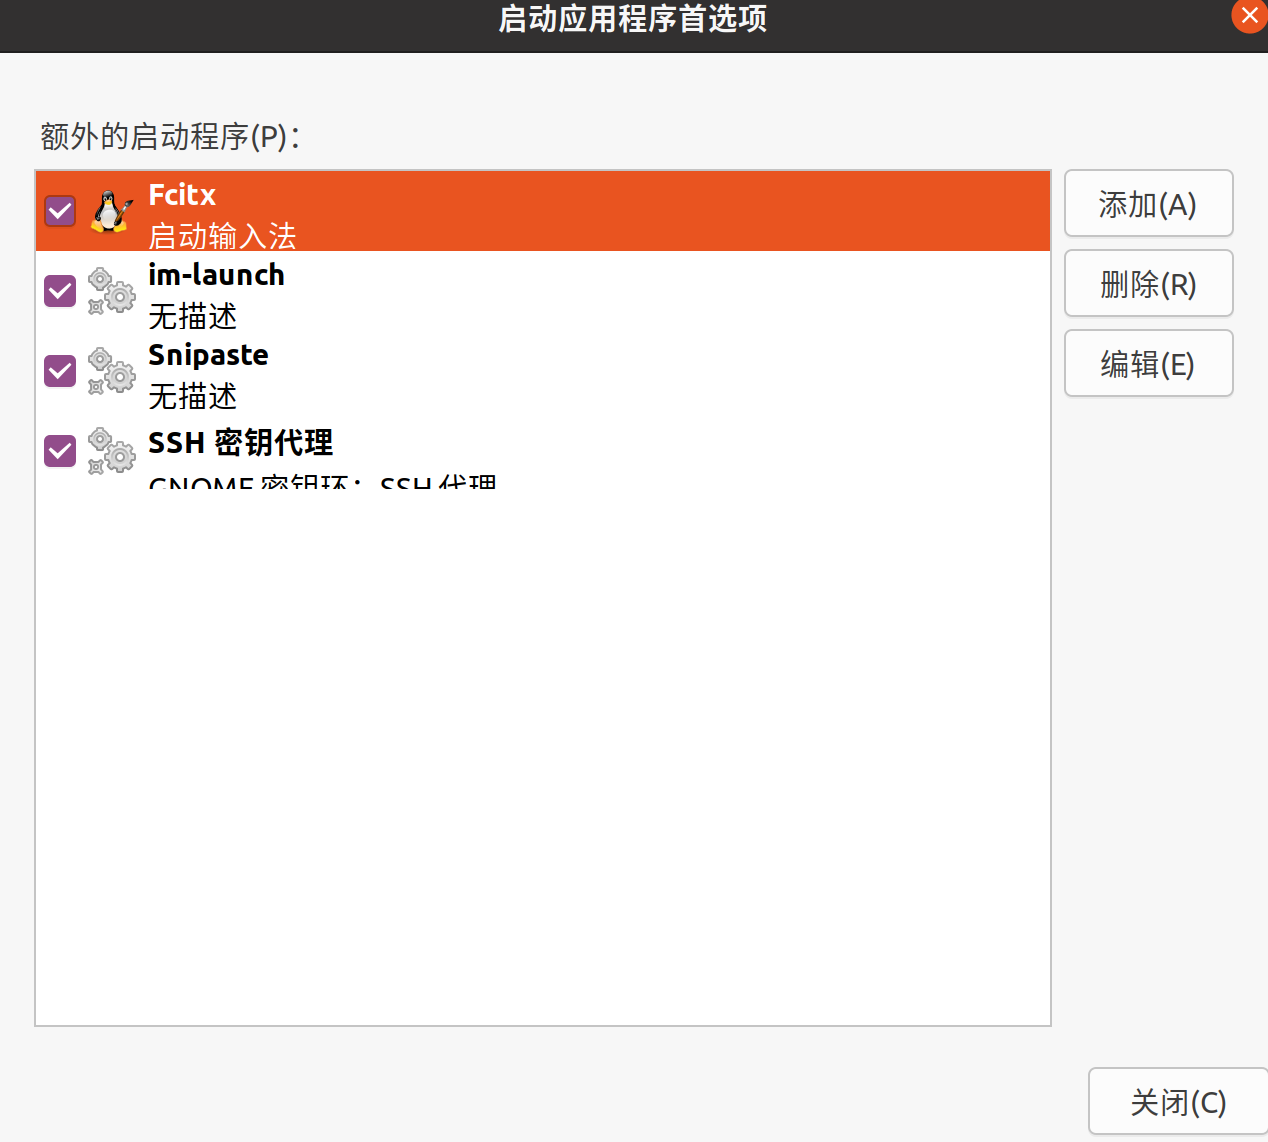 启动应用程序首选项
额外的启动程序(P)：
Fcitx
启动输入法
im-launch
无描述
Snipaste
无描述
SSH 密钥代理
GNOME 密钥环：SSH 代理
添加(A)
删除(R)
编辑(E)
关闭(C)